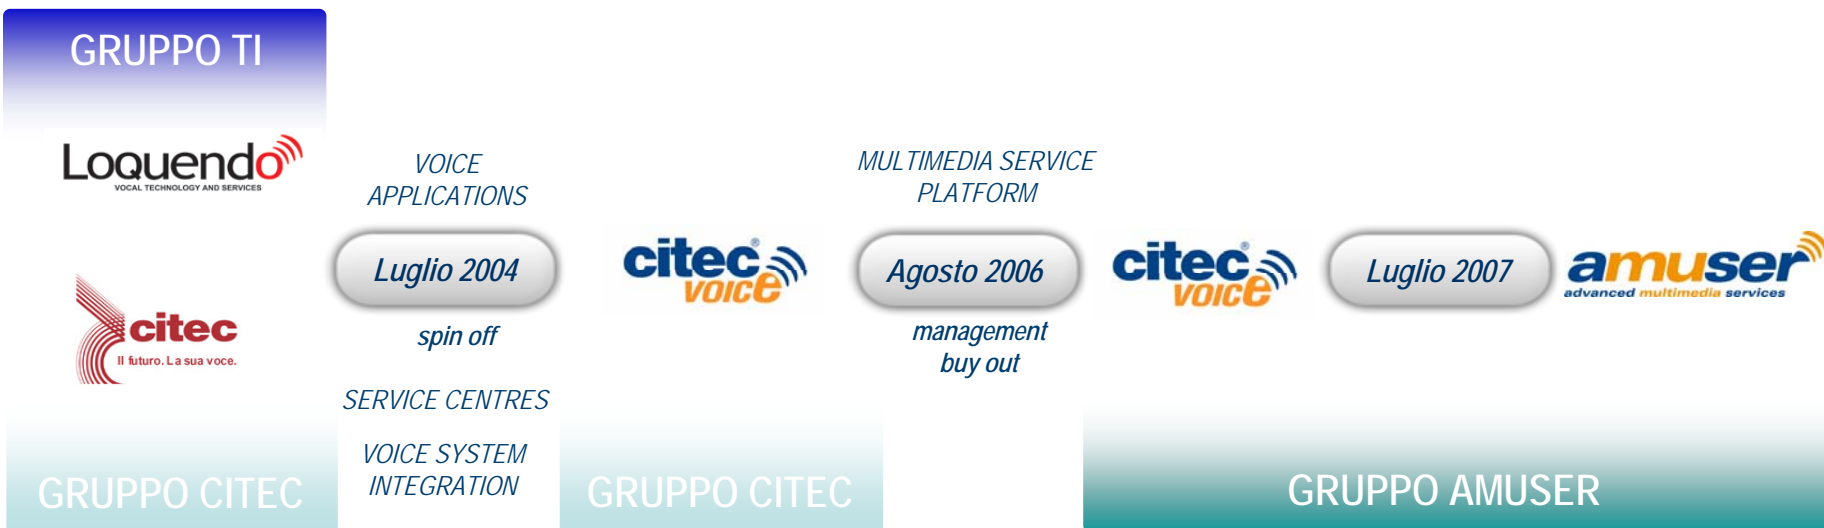 GRUPPO TI
Loquendo
VOCAL TECHNOLOGY AND SERVICES
citec
Il futuro. La sua voce.
GRUPPO CITEC
VOICE
APPLICATIONS
Luglio 2004
spin off
SERVICE CENTRES
VOICE SYSTEM
INTEGRATION
citec®
voice
GRUPPO CITEC
MULTIMEDIA SERVICE
PLATFORM
Agosto 2006
management
buy out
citec®
voice
Luglio 2007
amuser
advanced multimedia services
GRUPPO AMUSER